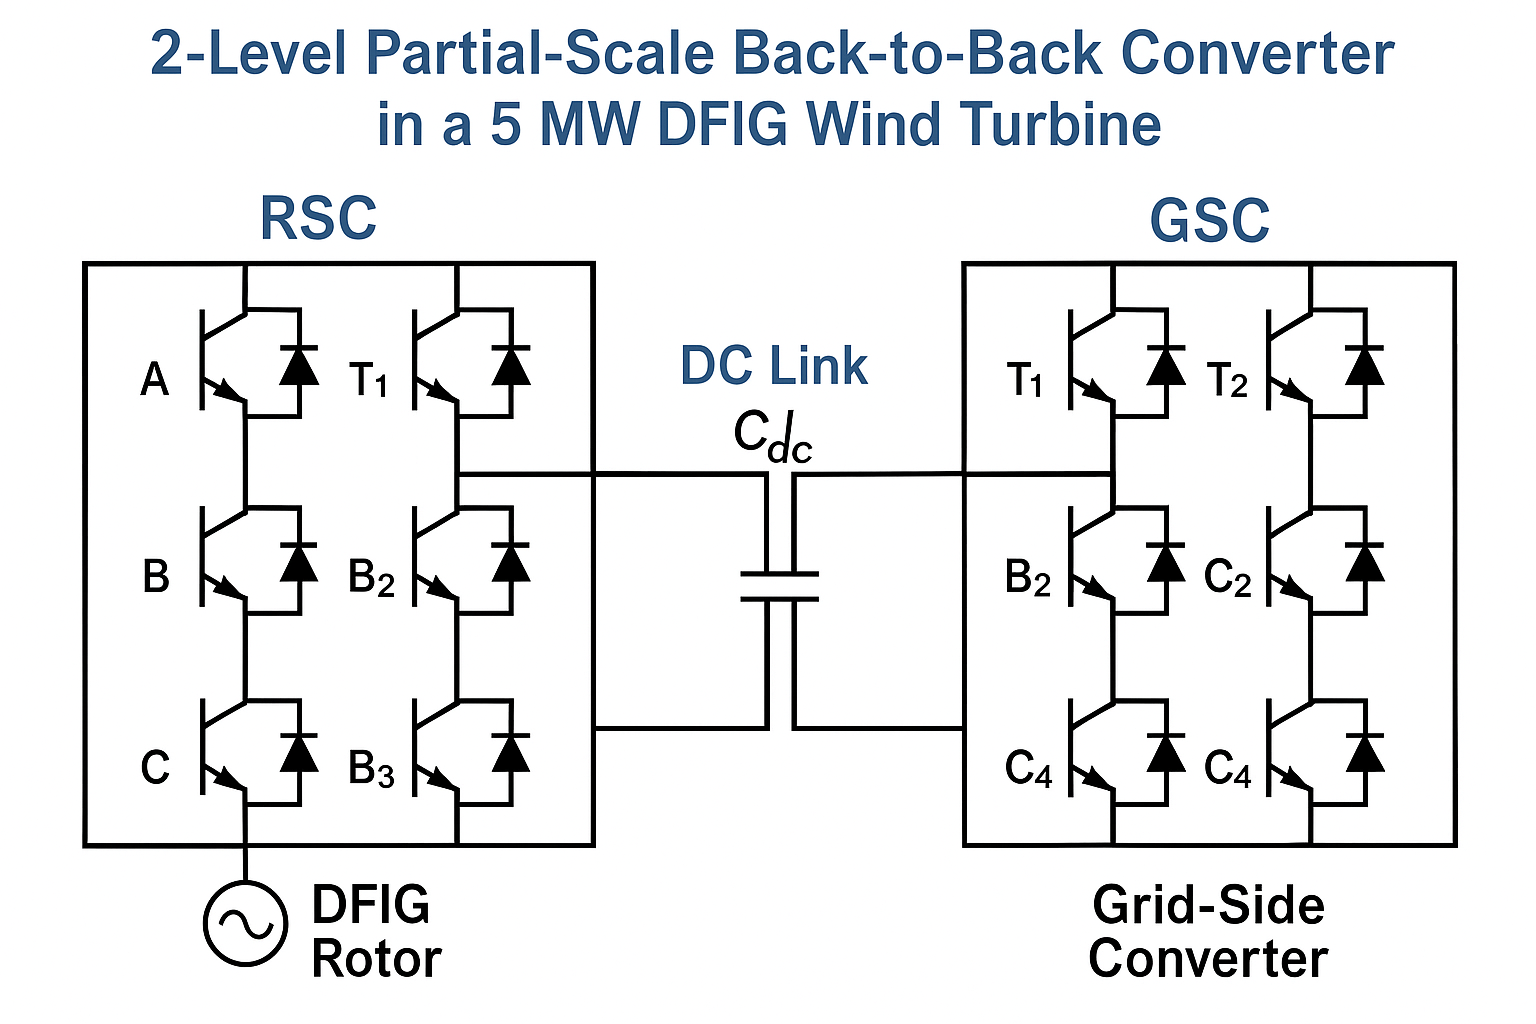 2-Level Partial-Scale Back-to-Back Converter
in a 5 MW DFIG Wind Turbine
RSC
GSC
A
T1
B
B2
C
B3
DC Link
Cdc
T1
T2
B2
C2
C4
C4
DFIG
Rotor
Grid-Side
Converter